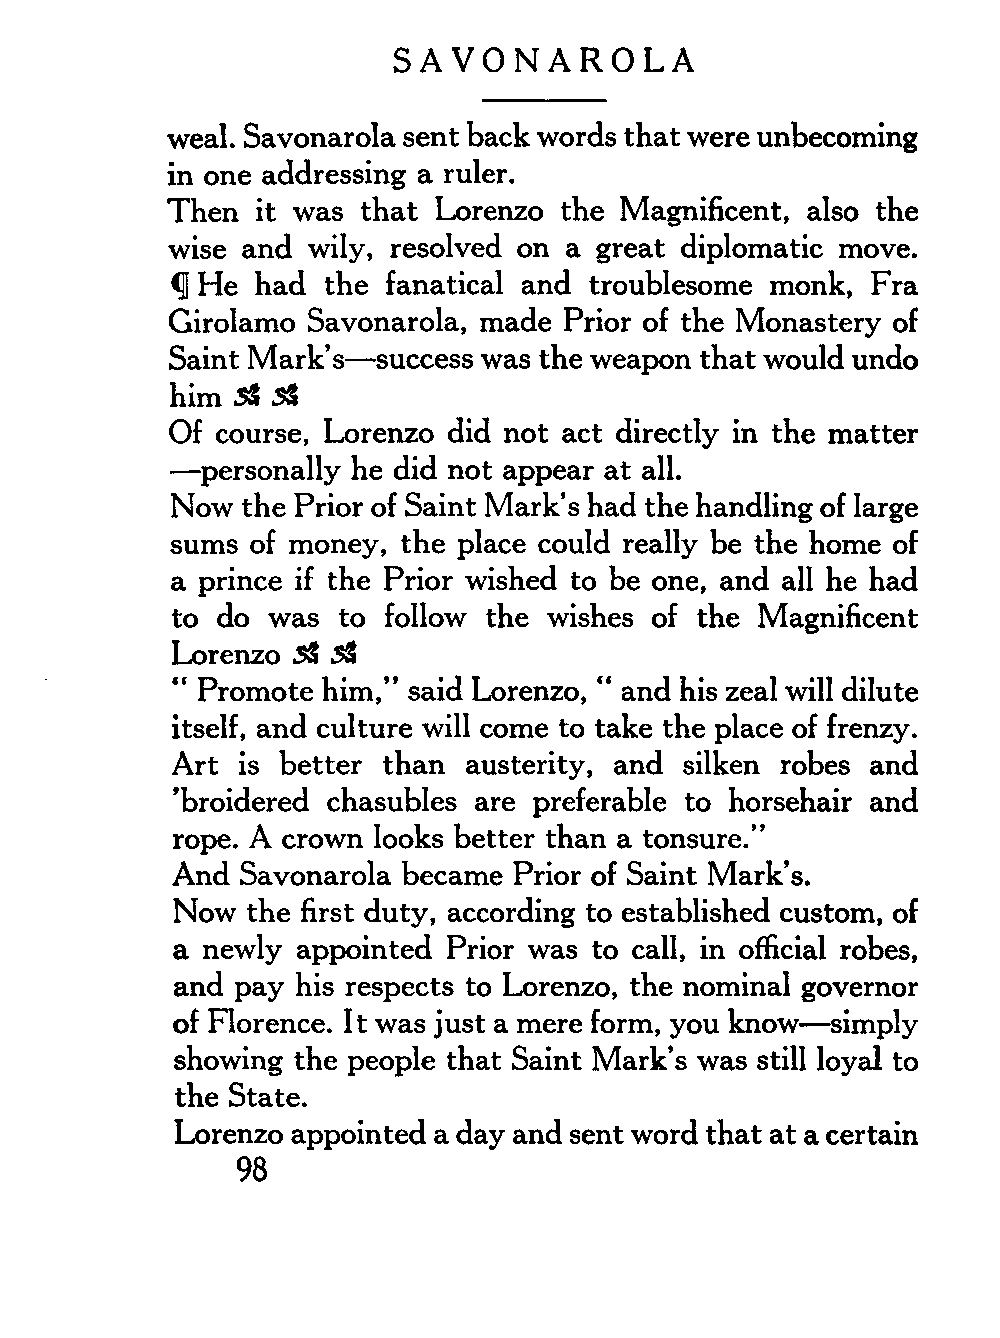 SAVONAROLA
weal. Savonarola sent back words that were unbecoming
in one addressing a ruler.
Then it was that Lorenzo the Magnificent, also the
wise and wily, resolved on a great diplomatic move.
¶ He had the fanatical and troublesome monk, Fra
Girolamo Savonarola, made Prior of the Monastery of
Saint Mark's—success was the weapon that would undo
him
Of course, Lorenzo did not act directly in the matter
—personally he did not appear at all.
Now the Prior of Saint Mark's had the handling of large
sums of money, the place could really be the home of
a prince if the Prior wished to be one, and all he had
to do was to follow the wishes of the Magnificent
Lorenzo
" Promote him," said Lorenzo, " and his zeal will dilute
itself, and culture will come to take the place of frenzy.
Art is better than austerity, and silken robes and
'broidered chasubles are preferable to horsehair and
rope. A crown looks better than a tonsure."
And Savonarola became Prior of Saint Mark's.
Now the first duty, according to established custom, of
a newly appointed Prior was to call, in official robes,
and pay his respects to Lorenzo, the nominal governor
of Florence. It was just a mere form, you know—simply
showing the people that Saint Mark's was still loyal to
the State.
Lorenzo appointed a day and sent word that at a certain
98